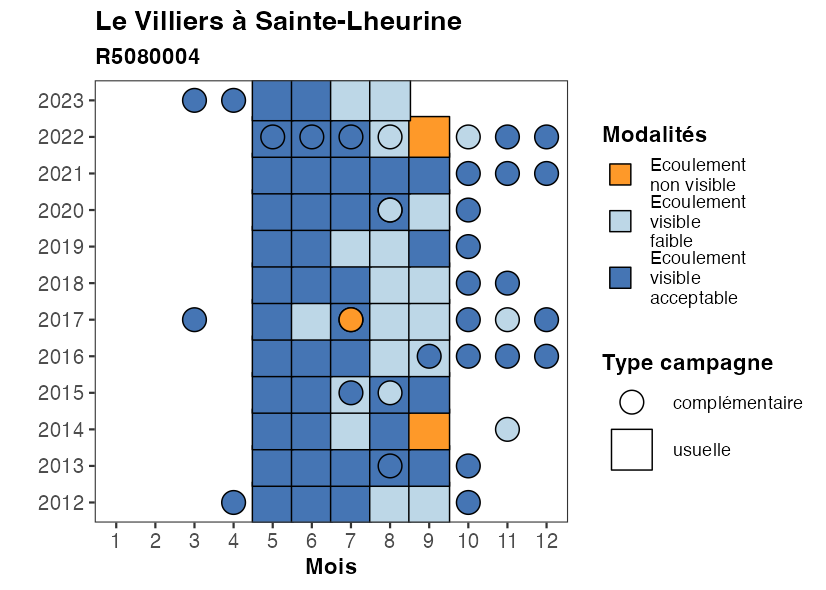 Le Villiers à Sainte-Lheurine
R5080004
2023
2022
2021
2020
2019
2018
2017
2016
2015
2014
2013
2012
1 2 3 4 5 6 7 8 9 10 11 12
Mois
Modalités
Ecoulement
non visible
Ecoulement
visible
faible
Ecoulement
visible
acceptable
Type campagne
complémentaire
usuelle